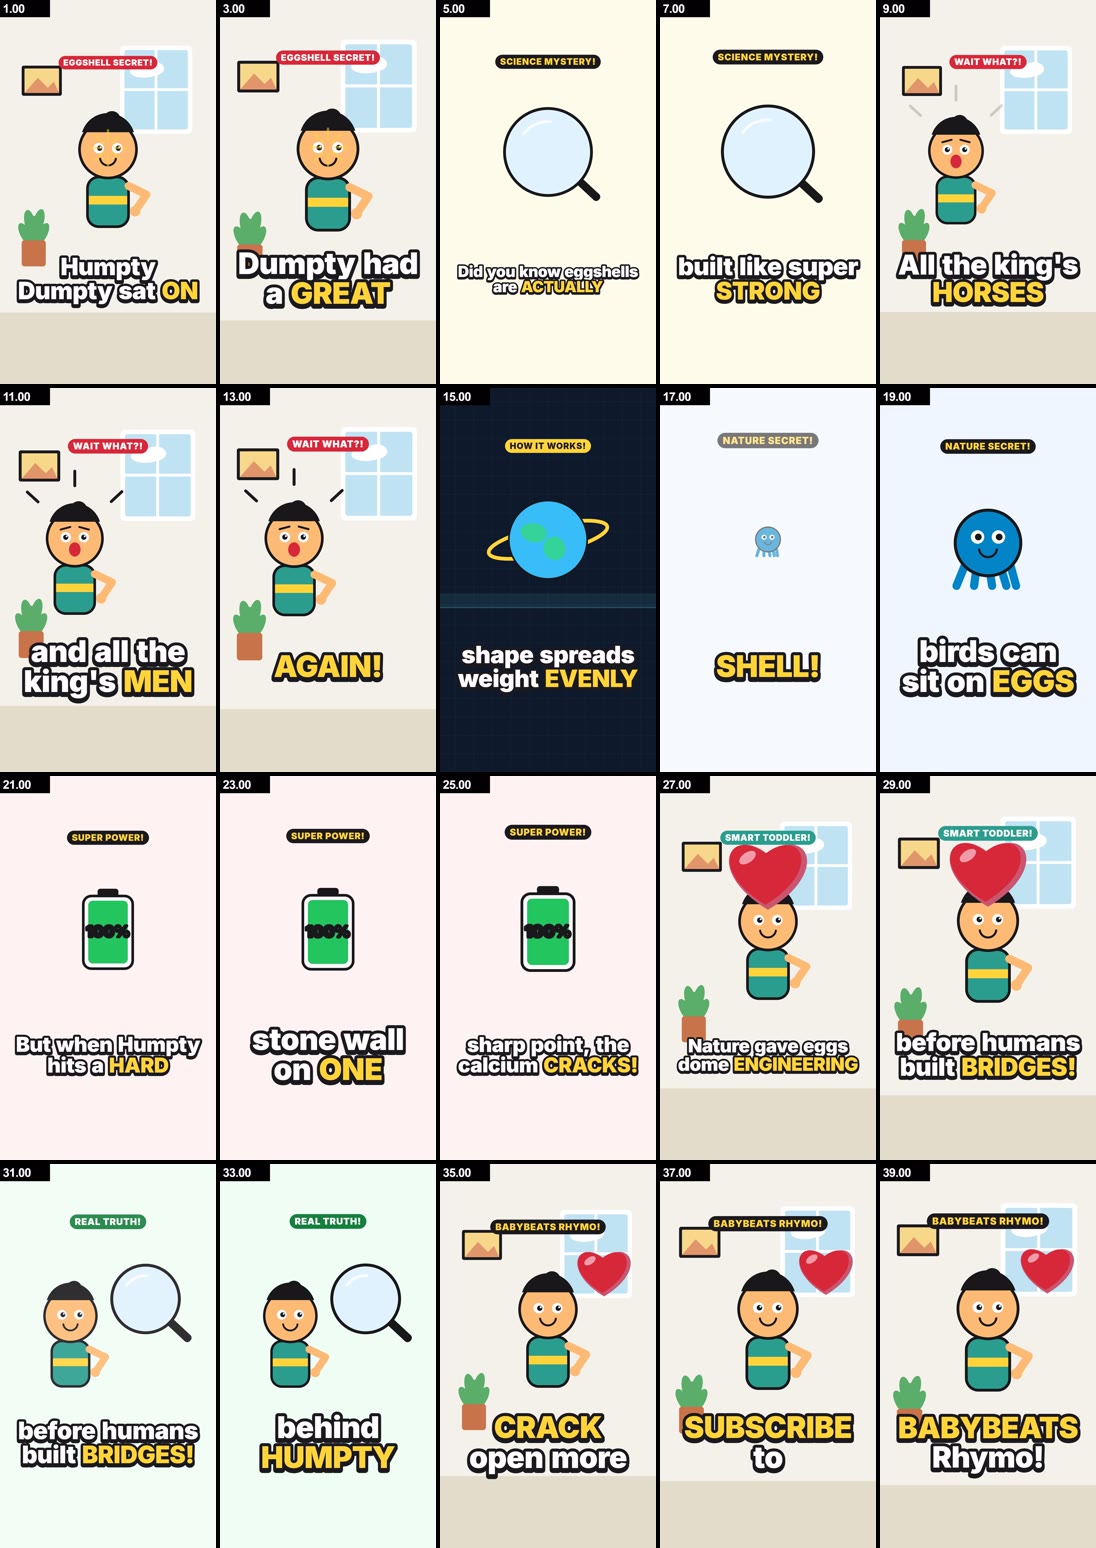 1.00
EGGSHELL SECRET!
Humpty
Dumpty sat ON
3.00
EGGSHELL SECRET!
Dumpty had
a GREAT
5.00
SCIENCE MYSTERY!
Did you know eggshells
are ACTUALLY
7.00
SCIENCE MYSTERY!
built like super
STRONG
9.00
WAIT WHAT?!
All the king's
HORSES
11.00
WAIT WHAT?!
and all the
king's MEN
13.00
WAIT WHAT?!
AGAIN!
15.00
HOW IT WORKS!
shape spreads
weight EVENLY
17.00
NATURE SECRET!
SHELL!
19.00
NATURE SECRET!
birds can
sit on EGGS
21.00
SUPER POWER!
100%
But when Humpty
hits a HARD
23.00
SUPER POWER!
100%
stone wall
on ONE
25.00
SUPER POWER!
100%
sharp point, the
calcium CRACKS!
27.00
SMART TODDLER!
Nature gave eggs
dome ENGINEERING
29.00
SMART TODDLER!
before humans
built BRIDGES!
31.00
REAL TRUTH!
before humans
built BRIDGES!
33.00
REAL TRUTH!
behind
HUMPTY
35.00
BABYBEATS RHYMO!
CRACK
open more
37.00
BABYBEATS RHYMO!
SUBSCRIBE
to
39.00
BABYBEATS RHYMO!
BABYBEATS
Rhymo!